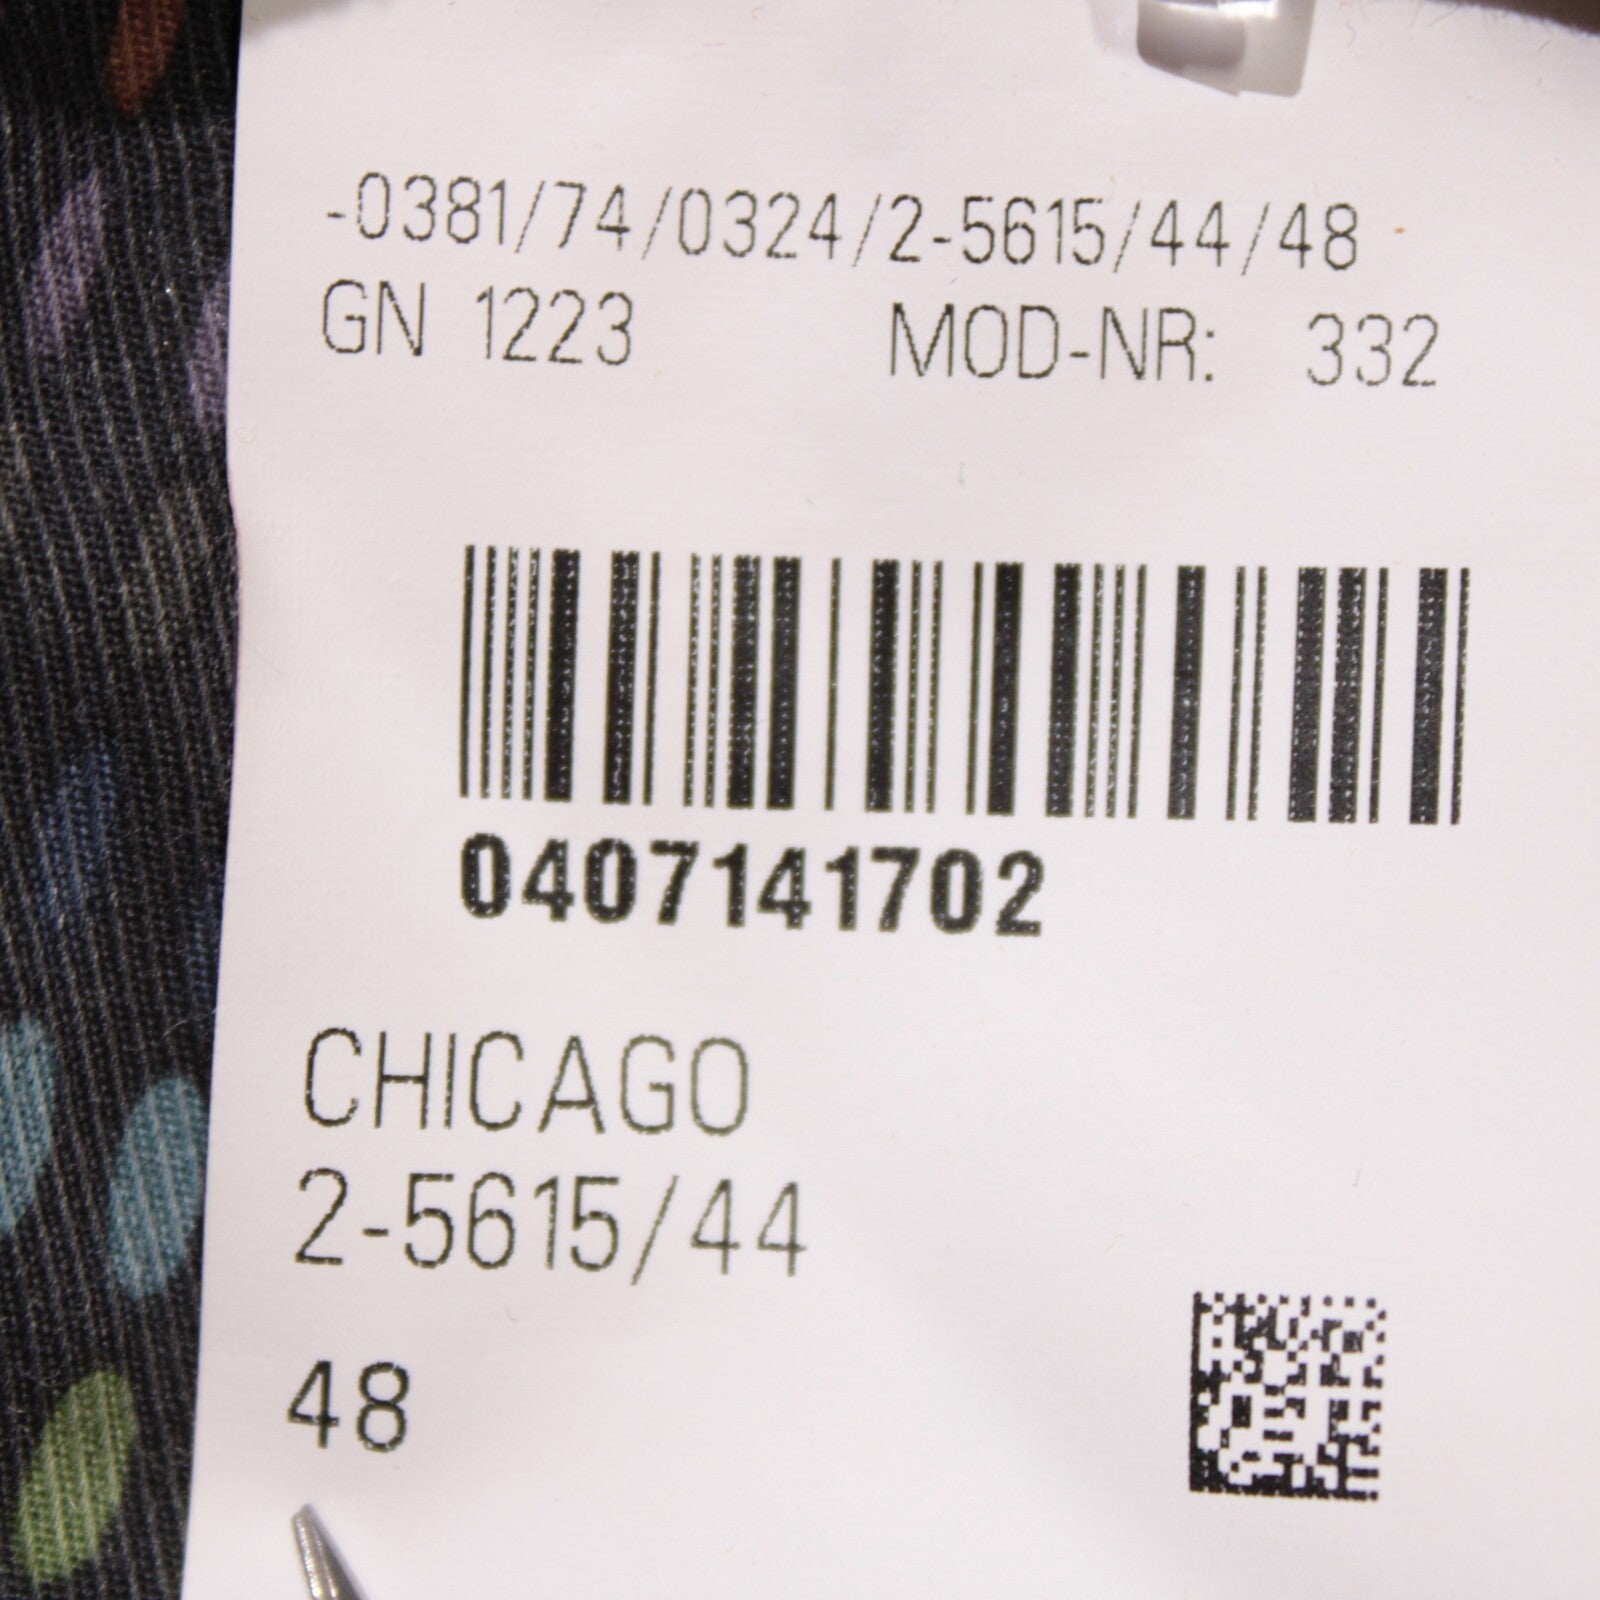 -0381/74/0324/2-5615/44/48
GN 1223 MOD-NR: 332
0407141702
CHICAGO
2-5615/44
48